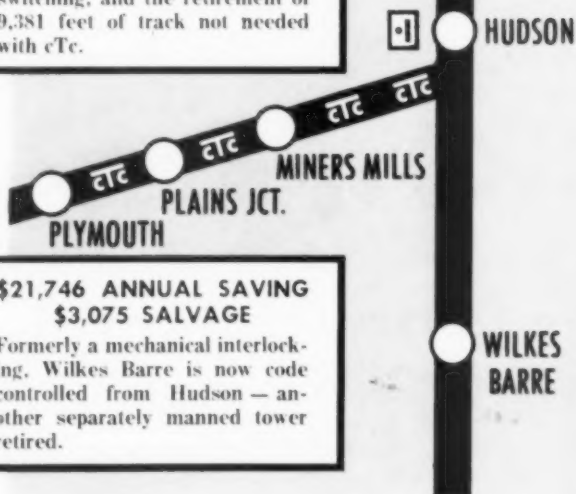 switching, and the retirement of
9,381 feet of track not needed
with cTc.
HUDSON
CTC CTC
CTC
CTC
MINERS MILLS
PLAINS JCT.
PLYMOUTH
$21,746 ANNUAL SAVING
$3,075 SALVAGE
Formerly a mechanical interlock-
ing. Wilkes Barre is now code
controlled from Hudson — an-
other separately manned tower
retired.
WILKES
BARRE